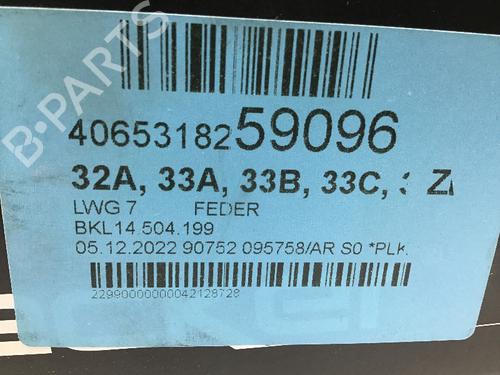 B-PARTS
4065318259096
32A, 33A, 33B, 33C,
LWG 7 FEDER
BKL14 504.199
05.12.2022 90752 095758/AR S0 *PLK.
2299000000042128728